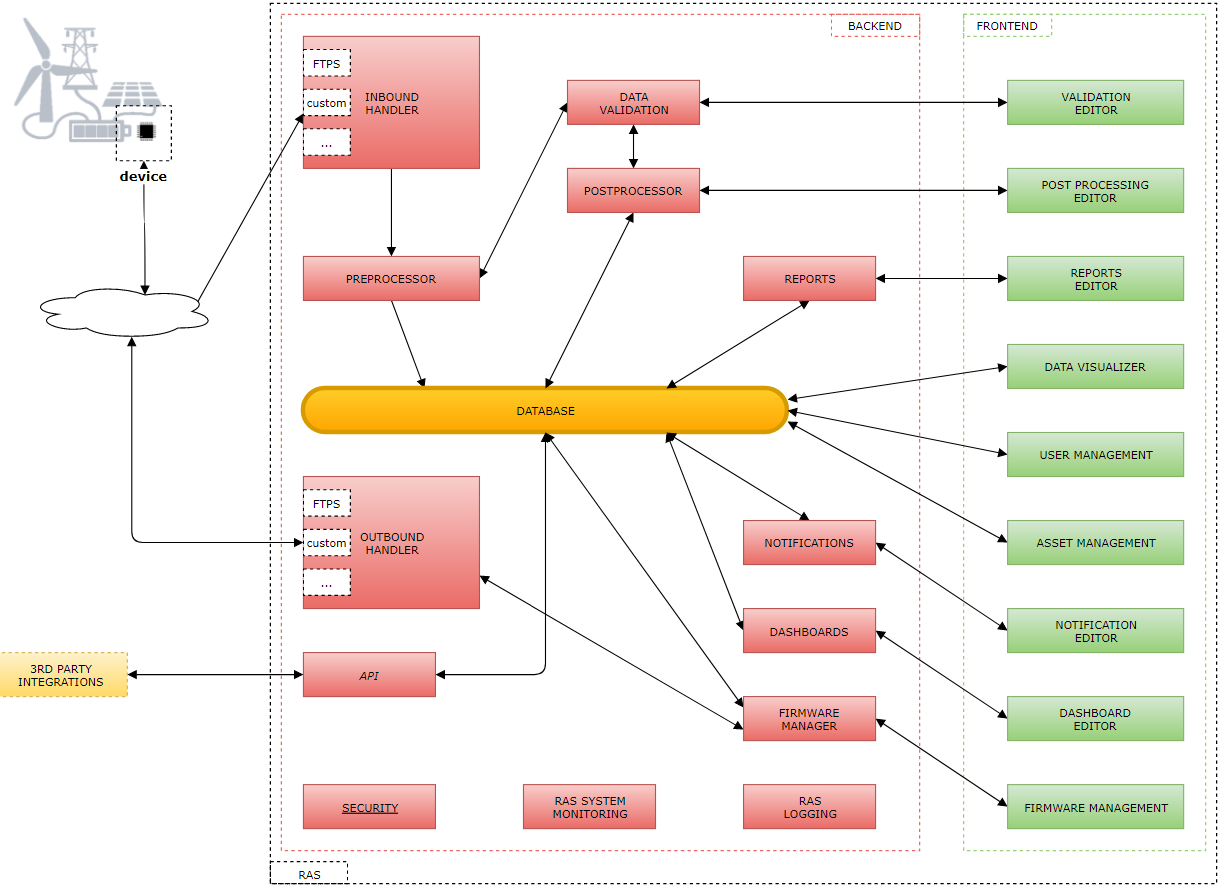 BACKEND
FRONTEND
FTPS
custom
...
INBOUND
HANDLER
DATA
VALIDATION
VALIDATION
EDITOR
device
POSTPROCESSOR
POST PROCESSING
EDITOR
PREPROCESSOR
REPORTS
REPORTS
EDITOR
DATA VISUALIZER
DATABASE
USER MANAGEMENT
FTPS
custom
...
OUTBOUND
HANDLER
NOTIFICATIONS
ASSET MANAGEMENT
DASHBOARDS
NOTIFICATION
EDITOR
3RD PARTY
INTEGRATIONS
API
FIRMWARE
MANAGER
DASHBOARD
EDITOR
SECURITY
RAS SYSTEM
MONITORING
RAS
LOGGING
FIRMWARE MANAGEMENT
RAS